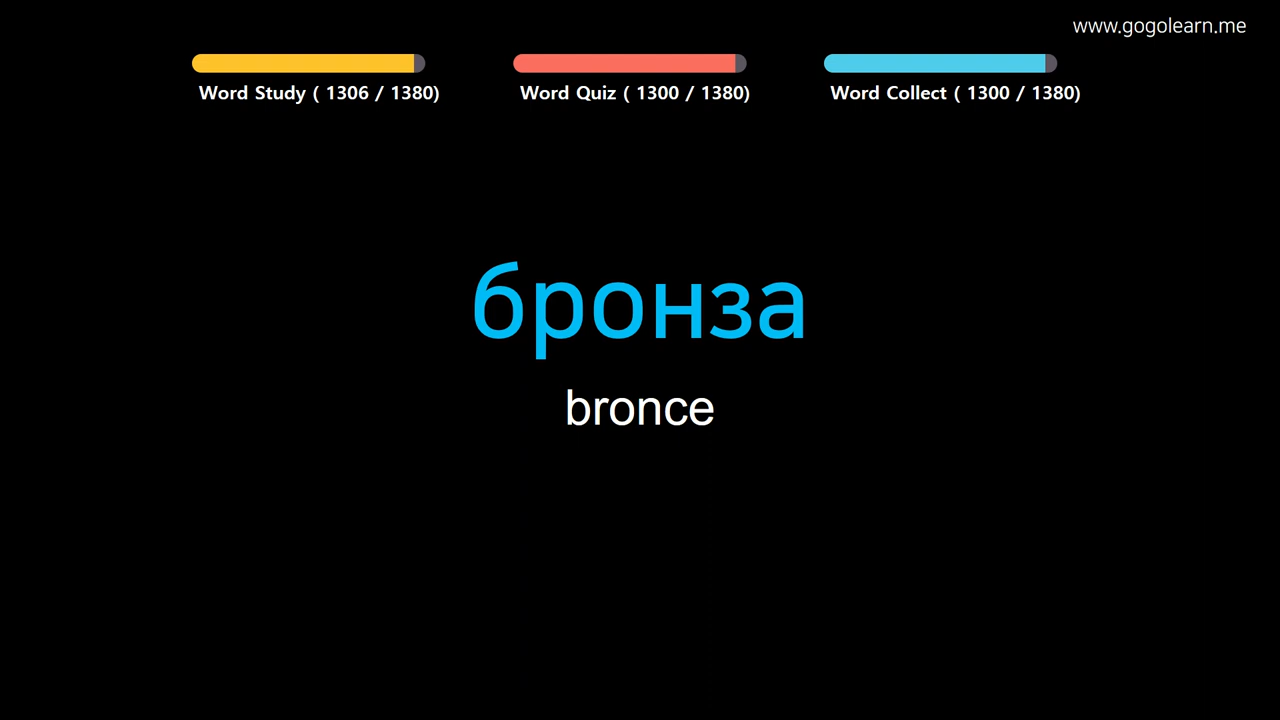 www.gogolearn.me
Word Study ( 1306 / 1380)
Word Quiz ( 1300 / 1380)
Word Collect ( 1300 / 1380)
бронза
bronce